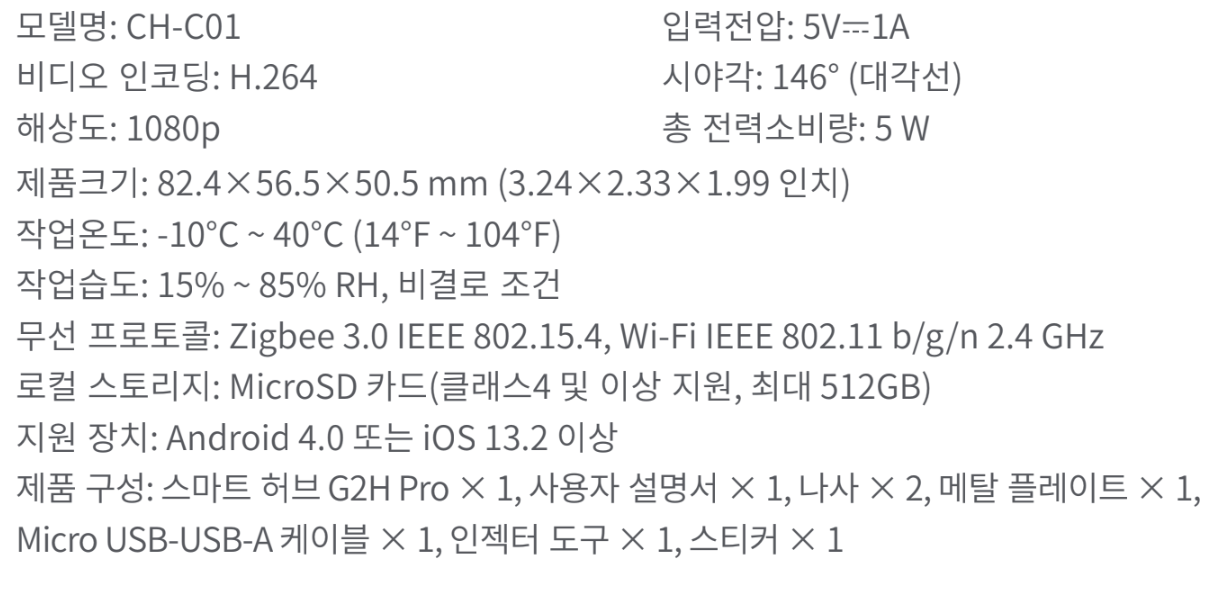 모델명: CH-C01
입력전압: 5V⎓1A
비디오 인코딩: H.264
시야각: 146° (대각선)
해상도: 1080p
총 전력소비량: 5 W
제품크기: 82.4×56.5×50.5 mm (3.24×2.33×1.99 인치)
작업온도: -10°C ~ 40°C (14°F ~ 104°F)
작업습도: 15% ~ 85% RH, 비결로 조건
무선 프로토콜: Zigbee 3.0 IEEE 802.15.4, Wi-Fi IEEE 802.11 b/g/n 2.4 GHz
로컬 스토리지: MicroSD 카드(클래스4 및 이상 지원, 최대 512GB)
지원 장치: Android 4.0 또는 iOS 13.2 이상
제품 구성: 스마트 허브 G2H Pro × 1, 사용자 설명서 × 1, 나사 × 2, 메탈 플레이트 × 1,
Micro USB-USB-A 케이블 × 1, 인젝터 도구 × 1, 스티커 × 1